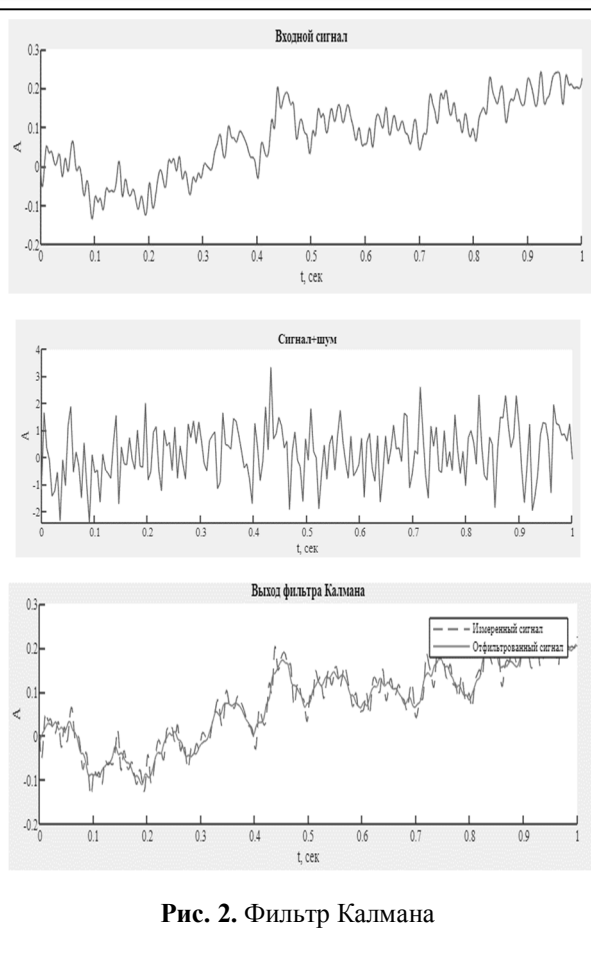 Входной сигнал
0.3
0.2
0.1
0
-0.1
-0.2
A
0 0.1 0.2 0.3 0.4 0.5 0.6 0.7 0.8 0.9 1
t, сек
Сигнал+шум
4
3
2
1
0
-1
-2
A
0 0.1 0.2 0.3 0.4 0.5 0.6 0.7 0.8 0.9 1
t, сек
Выход фильтра Калмана
0.3
0.2
0.1
0
-0.1
-0.2
A
Измеренный сигнал
Отфильтрованный сигнал
0 0.1 0.2 0.3 0.4 0.5 0.6 0.7 0.8 0.9 1
t, сек
Рис. 2. Фильтр Калмана